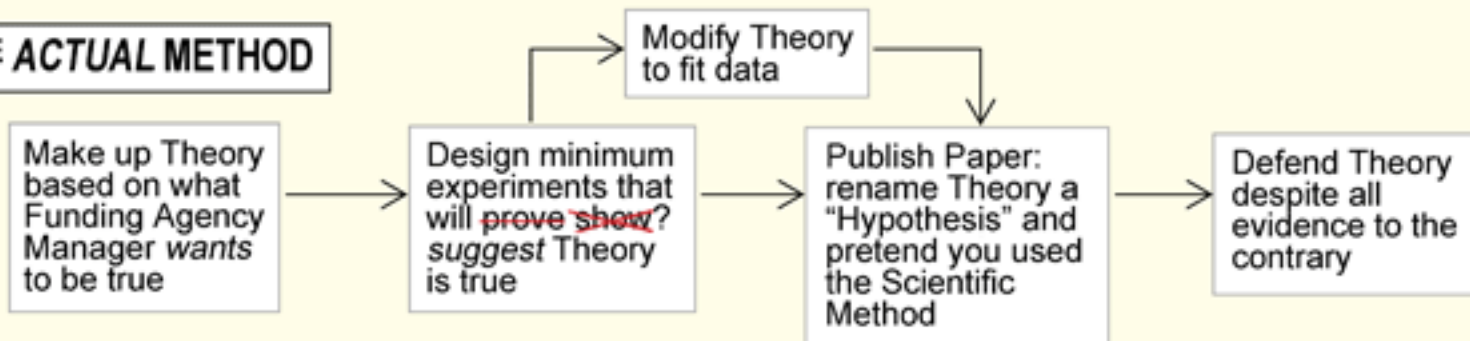 ACTUAL METHOD
Modify Theory
to fit data
Make up Theory
based on what
Funding Agency
Manager wants
to be true
Design minimum
experiments that
will prove show?
suggest Theory
is true
Publish Paper:
rename Theory a
“Hypothesis” and
pretend you used
the Scientific
Method
Defend Theory
despite all
evidence to the
contrary